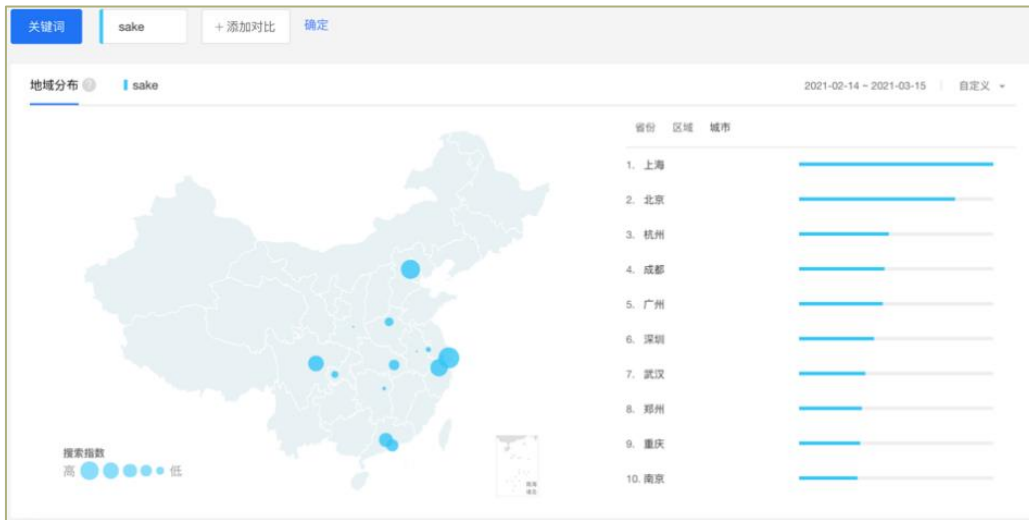 关键词
sake
+ 添加对比
确定
地域分布
sake
2021-02-14 ~ 2021-03-15
自定义
省份 区域 城市
1. 上海
2. 北京
3. 杭州
4. 成都
5. 广州
6. 深圳
7. 武汉
8. 郑州
9. 重庆
10. 南京
搜索指数
高 低